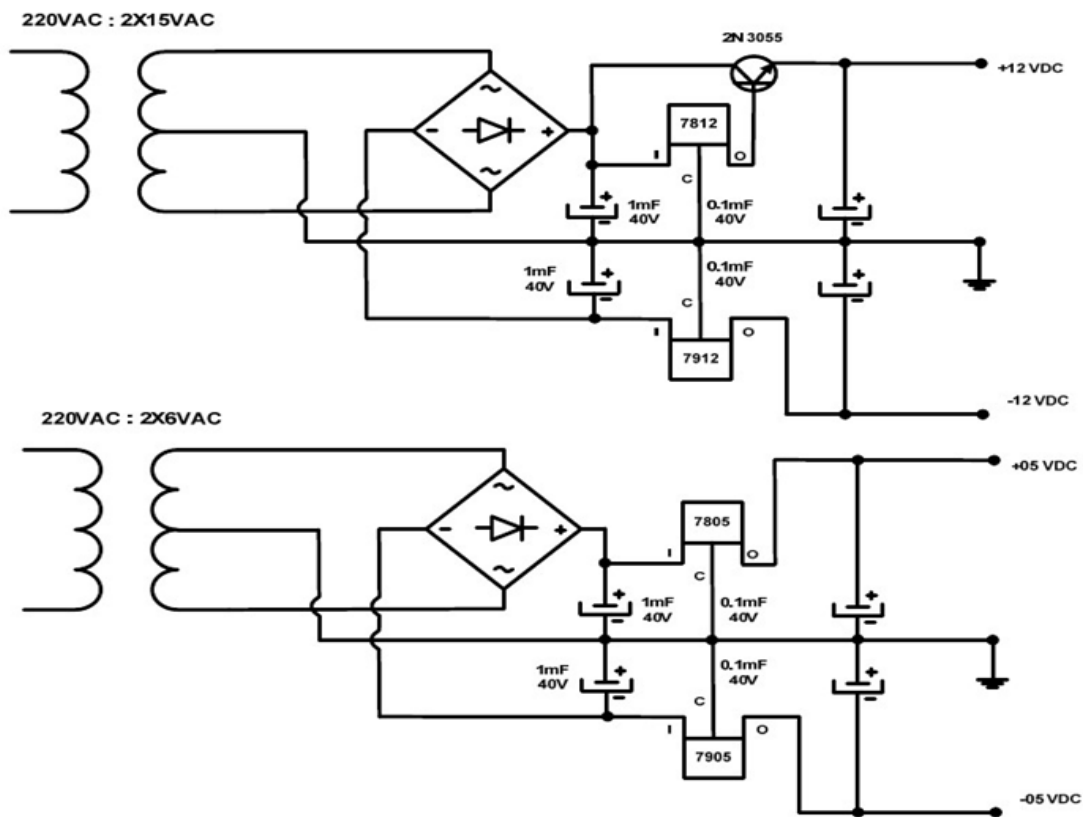 220VAC : 2X15VAC
2N 3055
+12 VDC
~
- +
~
7812
I O
C
+
-
1mF
40V
0.1mF
40V
+
-
1mF
40V
+
-
0.1mF
40V
+
-
C
I O
7912
-12 VDC
220VAC : 2X6VAC
+05 VDC
~
- +
~
7805
I O
C
+
-
1mF
40V
0.1mF
40V
+
-
1mF
40V
+
-
0.1mF
40V
+
-
C
I O
7905
-05 VDC